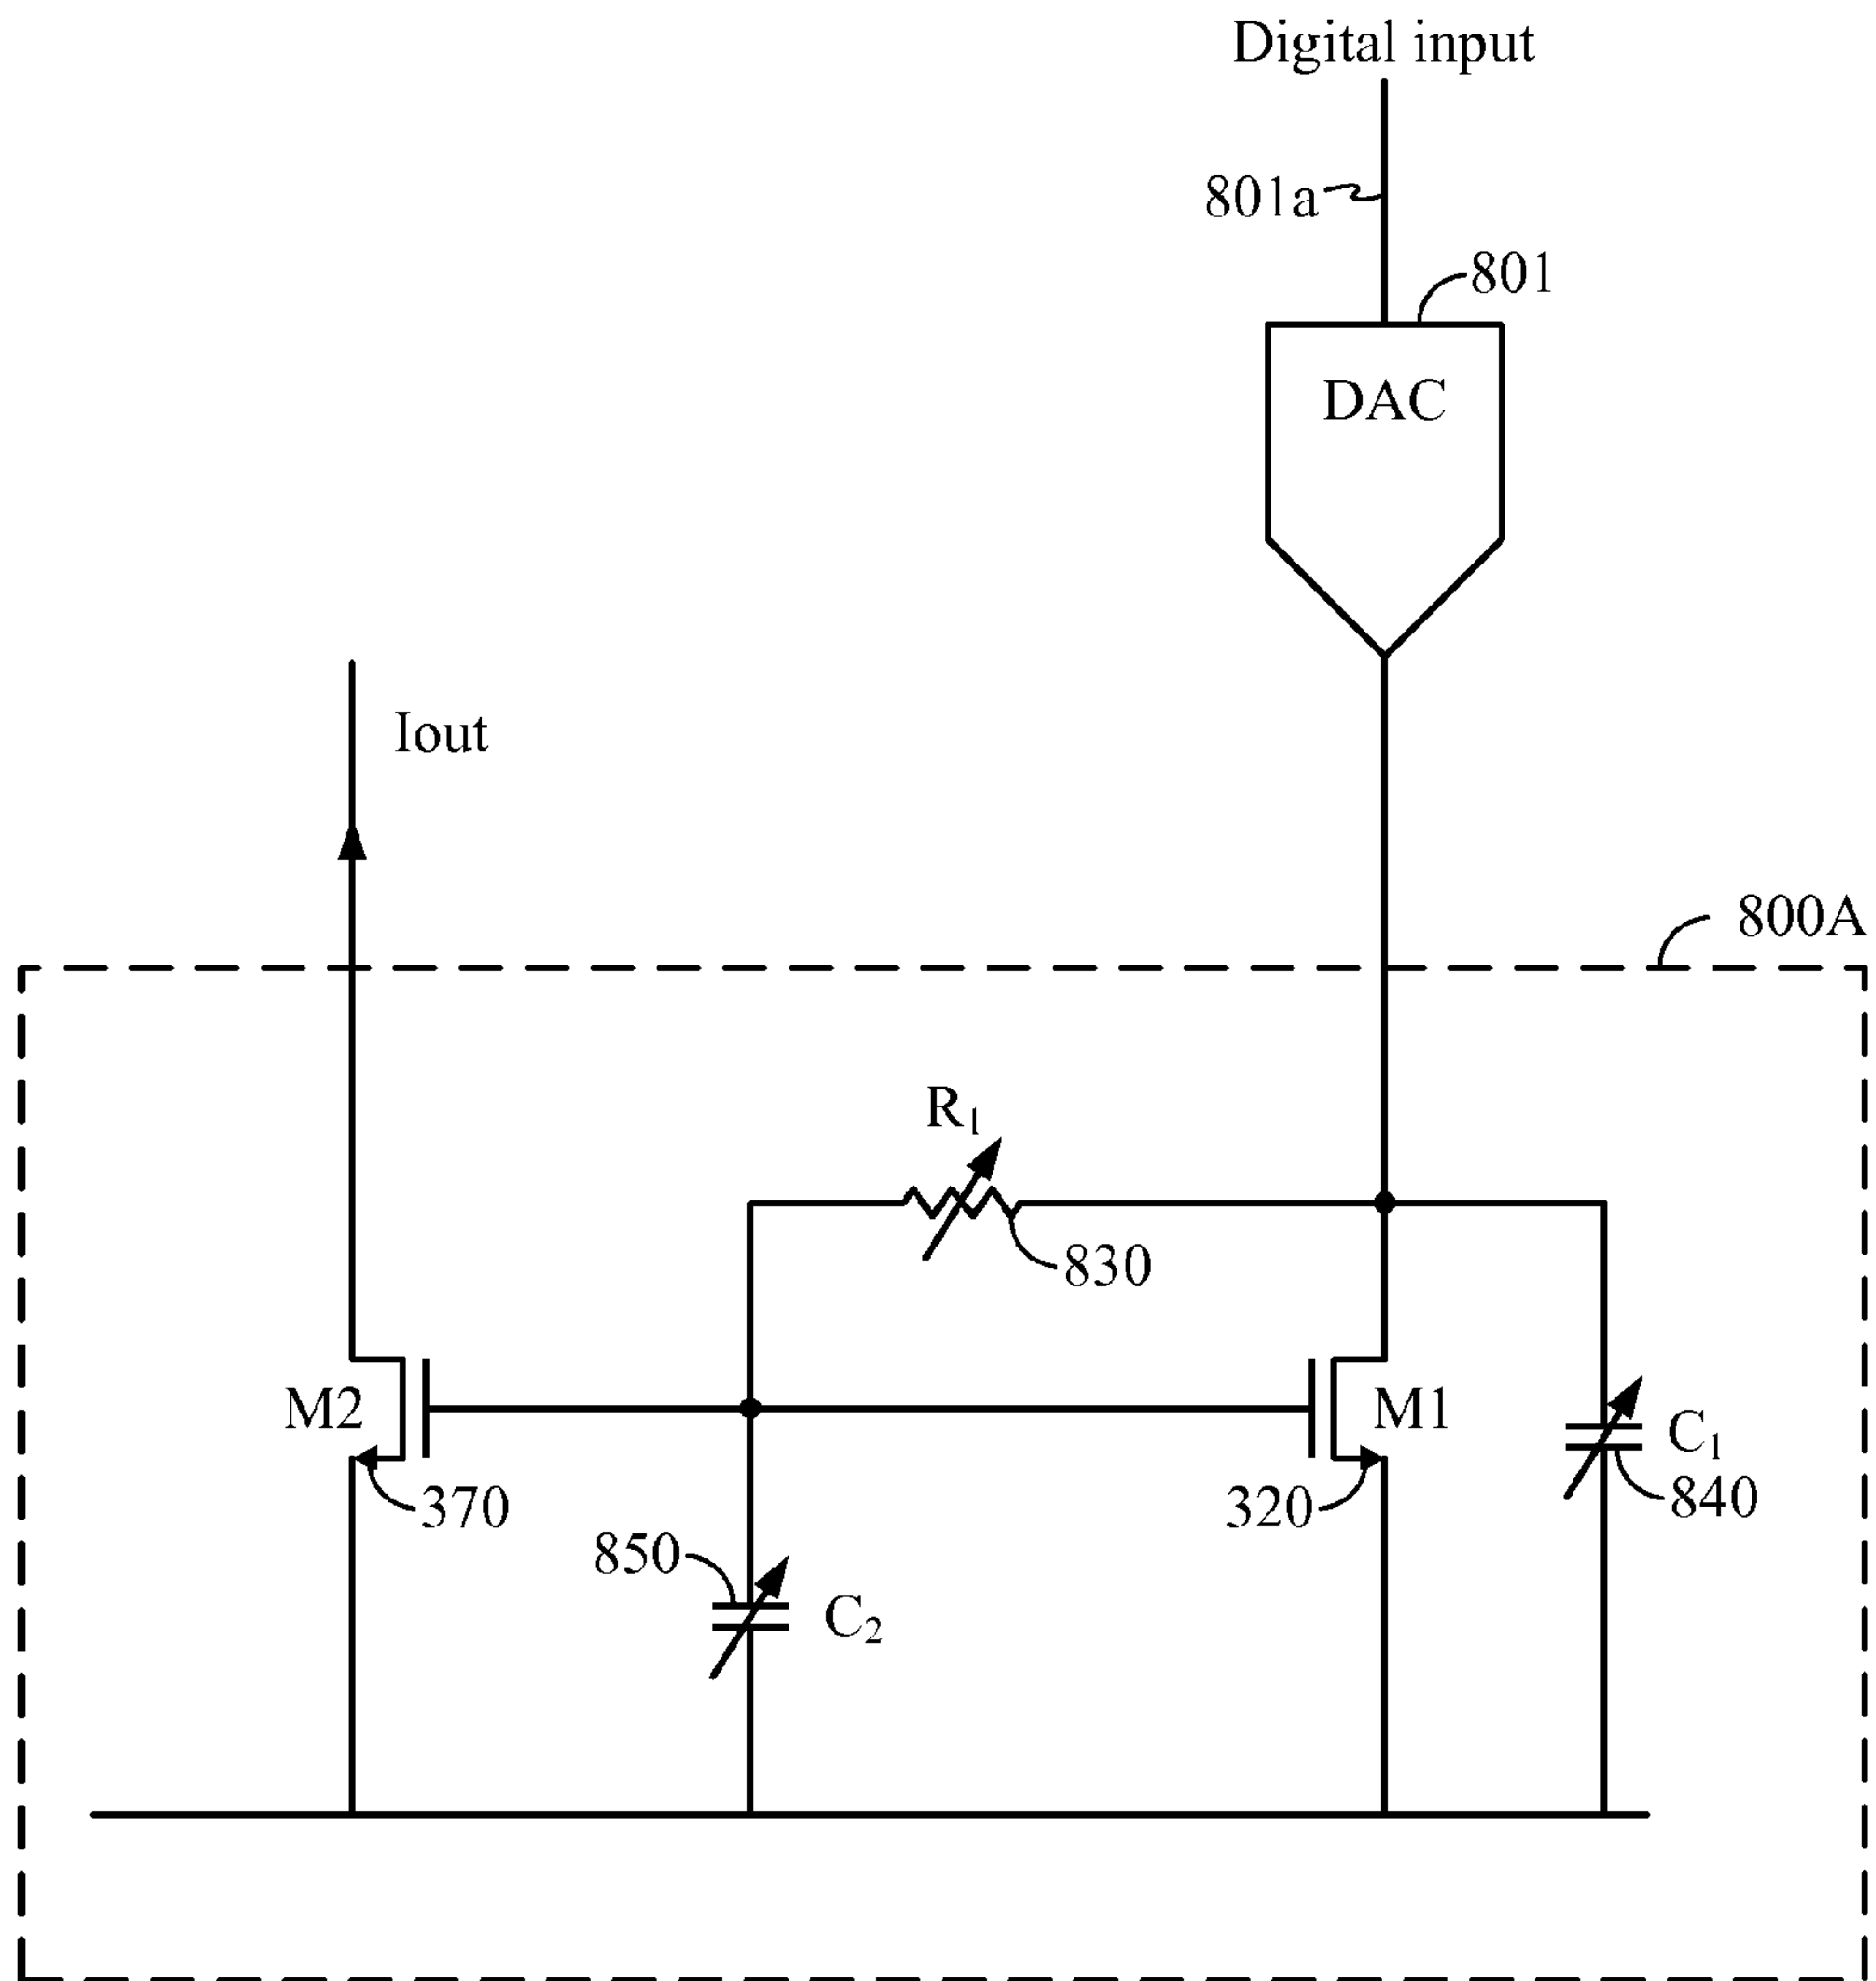 Digital input
801a
801
DAC
Iout
800A
R1
830
M2
M1
C1
370
320
840
850
C2